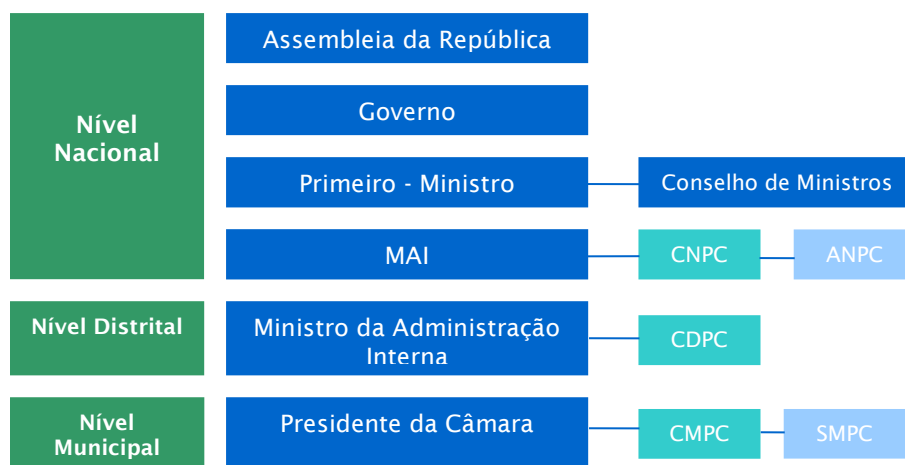 Assembleia da República
Nível
Nacional
Governo
Primeiro - Ministro
Conselho de Ministros
MAI
CNPC
ANPC
Nível Distrital
Ministro da Administração
Interna
CDPC
Nível
Municipal
Presidente da Câmara
CMPC
SMPC